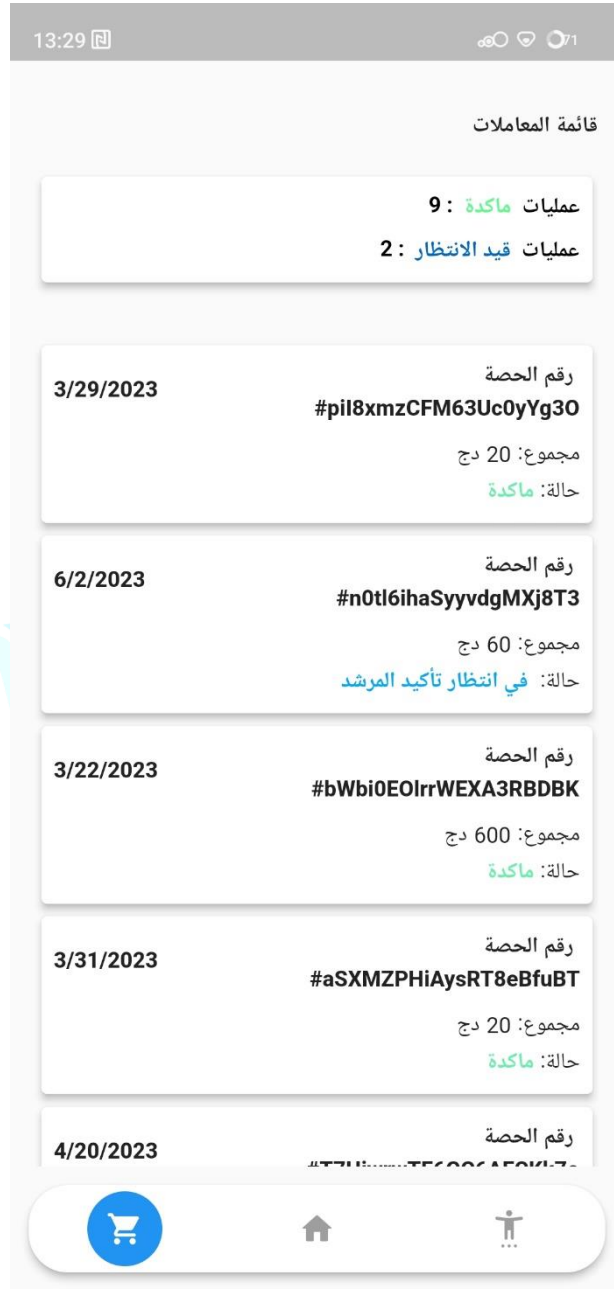 13:29
71
قائمة المعاملات
عمليات ماكدة : 9
عمليات قيد الانتظار : 2
رقم الحصة
3/29/2023
#pil8xmzCFM63Uc0yYg3O
مجموع: 20 دج
حالة: ماكدة
رقم الحصة
6/2/2023
#n0tl6ihaSyyvdgMXj8T3
مجموع: 60 دج
حالة: في انتظار تأكيد المرشد
رقم الحصة
3/22/2023
#bWbi0EOlrrWEXA3RBDBK
مجموع: 600 دج
حالة: ماكدة
رقم الحصة
3/31/2023
#aSXMZPHiAysRT8eBfuBT
مجموع: 20 دج
حالة: ماكدة
رقم الحصة
4/20/2023